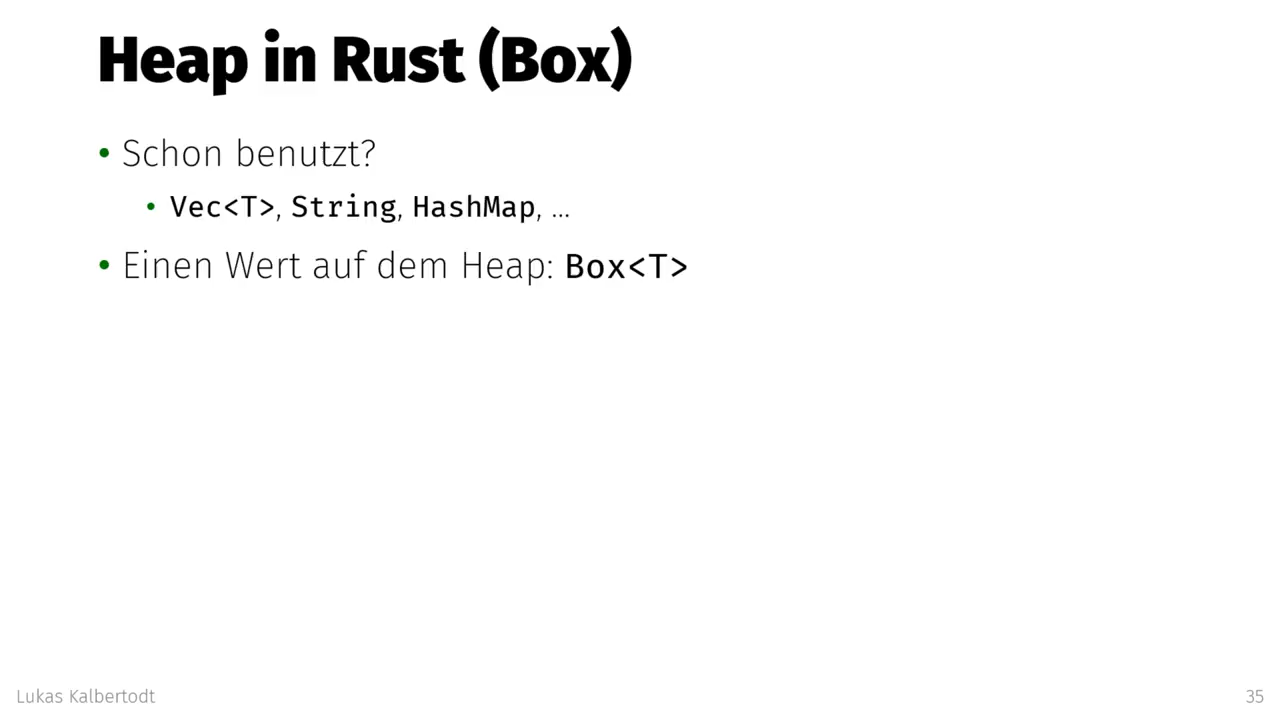 Heap in Rust (Box)
• Schon benutzt?
• Vec<T>, String, HashMap, ...
• Einen Wert auf dem Heap: Box<T>
Lukas Kalbertodt
35